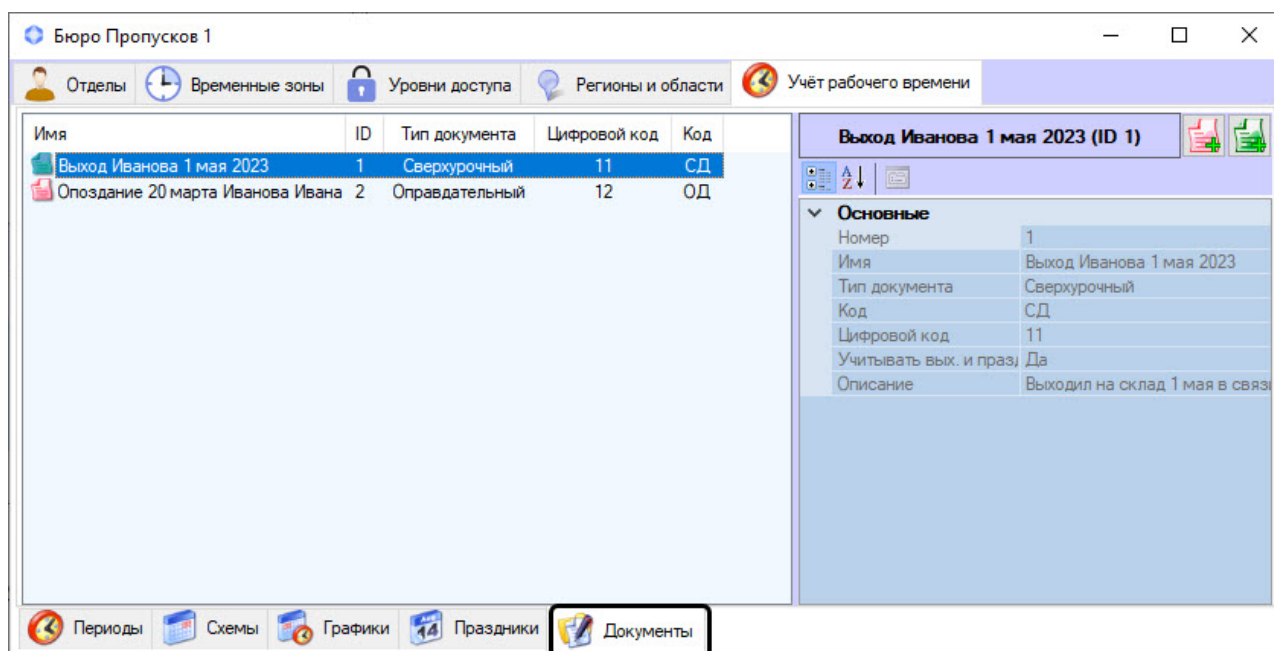 Бюро Пропусков 1
Отделы Временные зоны Уровни доступа Регионы и области Учёт рабочего времени
Имя ID Тип документа Цифровой код Код
Выход Иванова 1 мая 2023 1 Сверхурочный 11 СД
Опоздание 20 марта Иванова Ивана 2 Оправдательный 12 ОД
Выход Иванова 1 мая 2023 (ID 1)
Основные
Номер 1
Имя Выход Иванова 1 мая 2023
Тип документа Сверхурочный
Код СД
Цифровой код 11
Учитывать вых. и празд Да
Описание Выходил на склад 1 мая в связи
Периоды Схемы Графики Праздники Документы